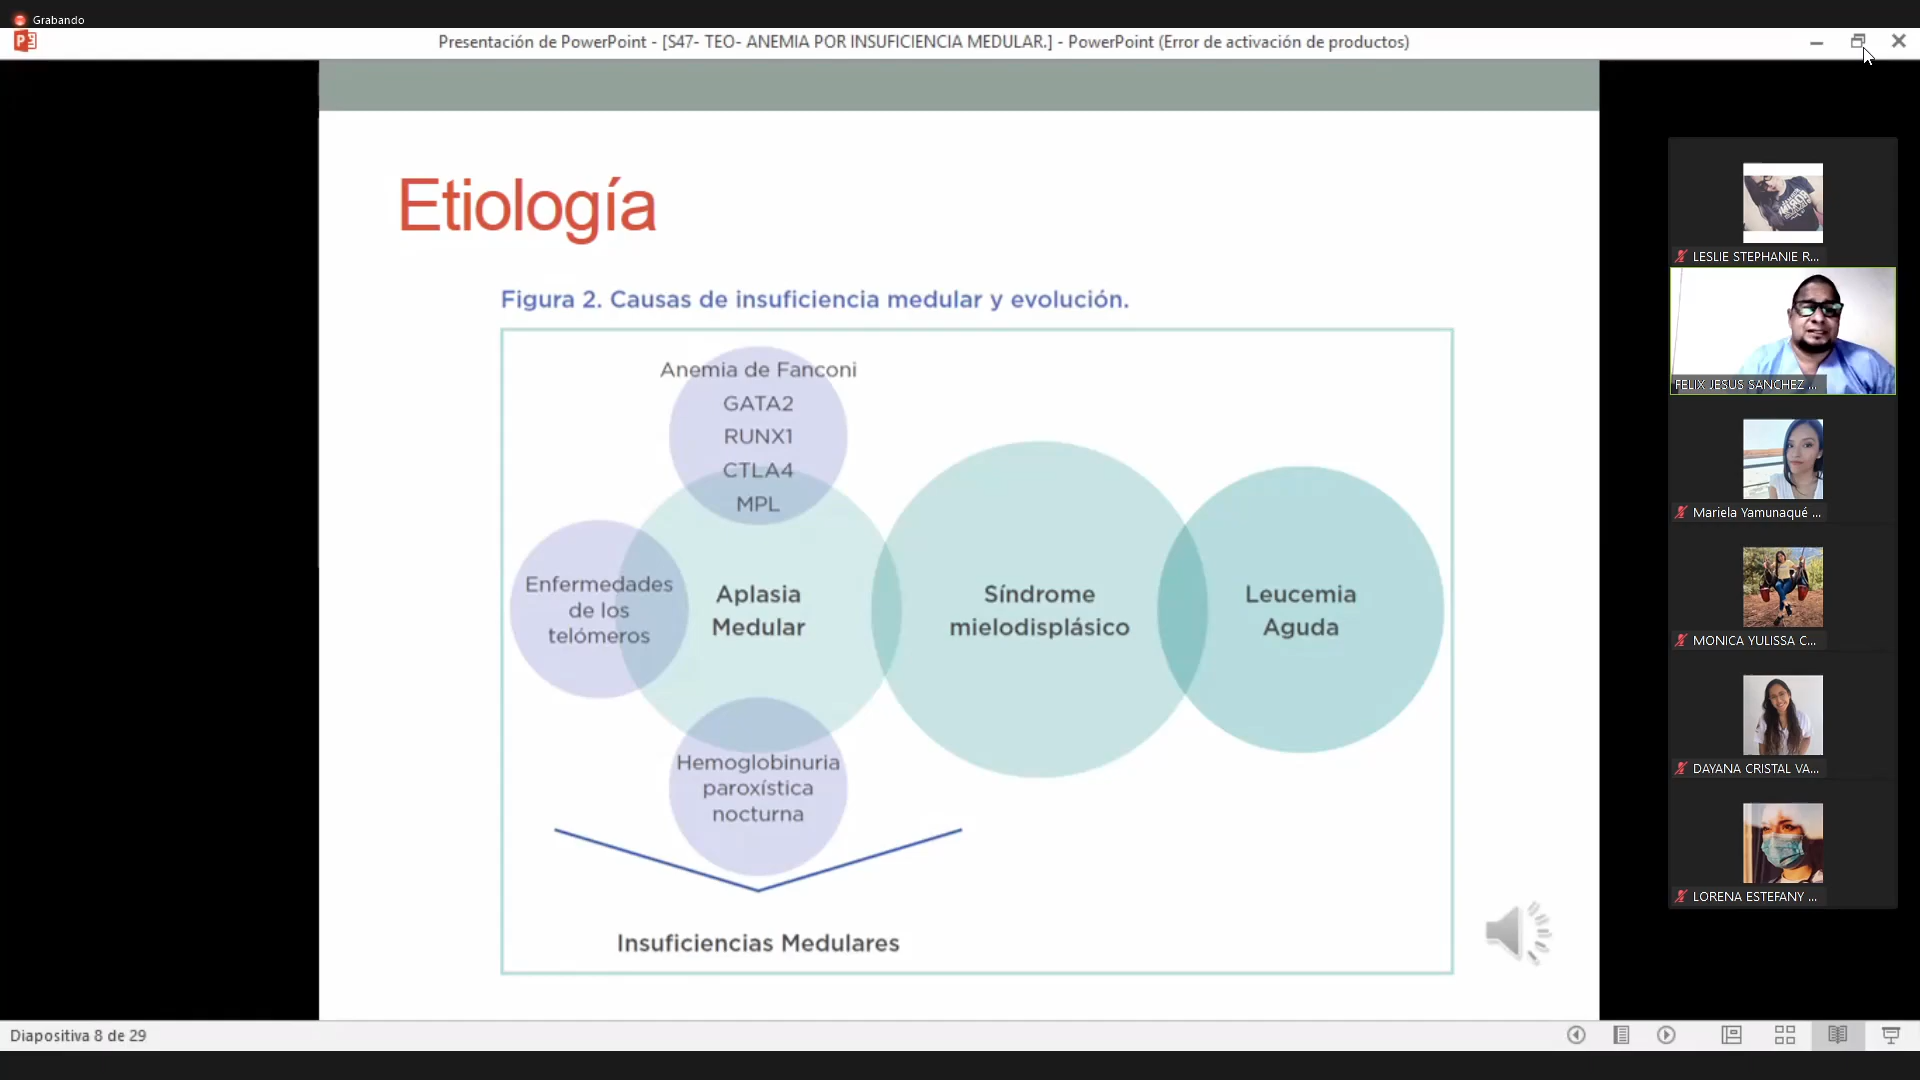 Grabando
Presentación de PowerPoint - [S47- TEO- ANEMIA POR INSUFICIENCIA MEDULAR.] - PowerPoint (Error de activación de productos)
Etiología
Figura 2. Causas de insuficiencia medular y evolución.
Anemia de Fanconi
GATA2
RUNX1
CTLA4
MPL
Enfermedades
de los
telómeros
Aplasia
Medular
Síndrome
mielodisplásico
Leucemia
Aguda
Hemoglobinuria
paroxística
nocturna
Insuficiencias Medulares
LESLIE STEPHANIE R...
FELIX JESUS SANCHEZ ...
Mariela Yamunaqué ...
MONICA YULISSA C...
DAYANA CRISTAL VA...
LORENA ESTEFANY ...
Diapositiva 8 de 29